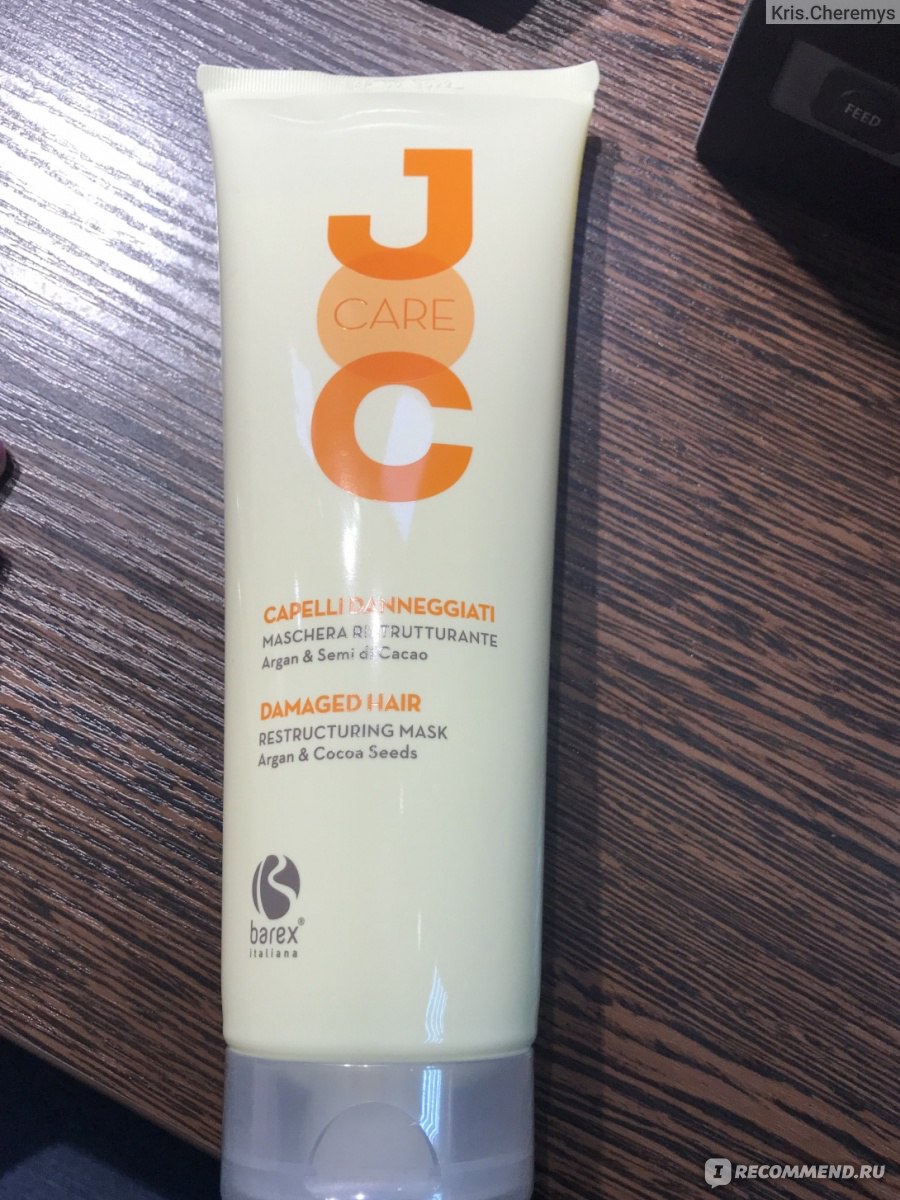 Kris.Cheremys
FEED
J
CARE
C
CAPELLI DANNEGGIATI
MASCHERA RISTRUTTURANTE
Argan & Semi di Cacao
DAMAGED HAIR
RESTRUCTURING MASK
Argan & Cocoa Seeds
barex®
italiana
IRECOMMEND.RU